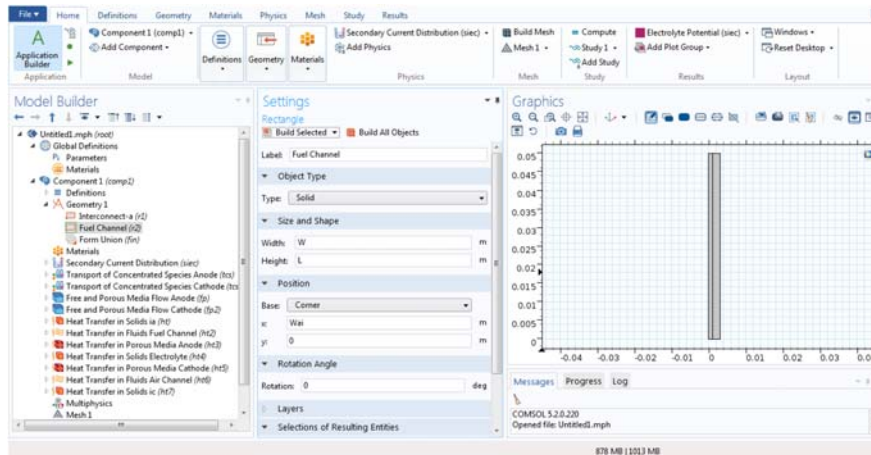 File Home Definitions Geometry Materials Physics Mesh Study Results
A
Application Builder
Component 1 (comp1)
Add Component
Definitions
Geometry
Materials
Secondary Current Distribution (siec)
Add Physics
Build Mesh
Mesh 1
Compute
Study 1
Add Study
Electrolyte Potential (siec)
Add Plot Group
Windows
Reset Desktop
Application Model Physics Mesh Study Results Layout
Model Builder
Untitled1.mph (root)
Global Definitions
Pi Parameters
Materials
Component 1 (comp1)
Definitions
Geometry 1
Interconnect-a (r1)
Fuel Channel (r2)
Form Union (fin)
Materials
Secondary Current Distribution (siec)
Transport of Concentrated Species Anode (tcs)
Transport of Concentrated Species Cathode (tcs
Free and Porous Media Flow Anode (fp)
Free and Porous Media Flow Cathode (fp2)
Heat Transfer in Solids ia (ht)
Heat Transfer in Fluids Fuel Channel (ht2)
Heat Transfer in Porous Media Anode (ht3)
Heat Transfer in Solids Electrolyte (ht4)
Heat Transfer in Porous Media Cathode (ht5)
Heat Transfer in Fluids Air Channel (ht6)
Heat Transfer in Solids ic (ht7)
Multiphysics
Mesh 1
Settings
Rectangle
Build Selected Build All Objects
Label: Fuel Channel
Object Type
Type: Solid
Size and Shape
Width: W m
Height: L m
Position
Base: Corner
x: Wai m
y: 0 m
Rotation Angle
Rotation: 0 deg
Layers
Selections of Resulting Entities
Graphics
0.05
0.045
0.04
0.035
0.03
0.025
0.02
0.015
0.01
0.005
0
-0.04 -0.03 -0.02 -0.01 0 0.01 0.02 0.03 0.0
Messages Progress Log
COMSOL 5.2.0.220
Opened file: Untitled1.mph
878 MB | 1013 MB